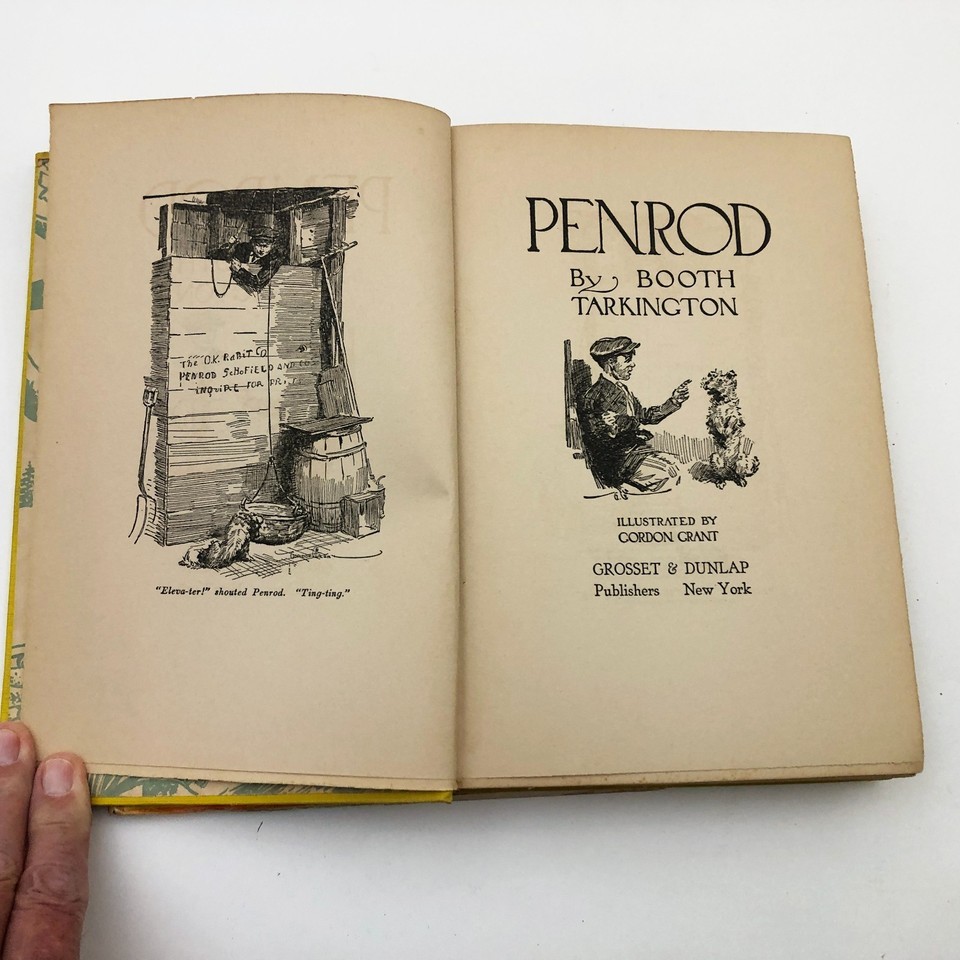 The O.K. RaBiT Co
PENROD ScHoFiELD AND CO
iNQuiRE FOR PRi
"Eleva-ter!" shouted Penrod. "Ting-ting."
PENROD
By BOOTH
TARKINGTON
ILLUSTRATED BY
GORDON GRANT
GROSSET & DUNLAP
Publishers New York